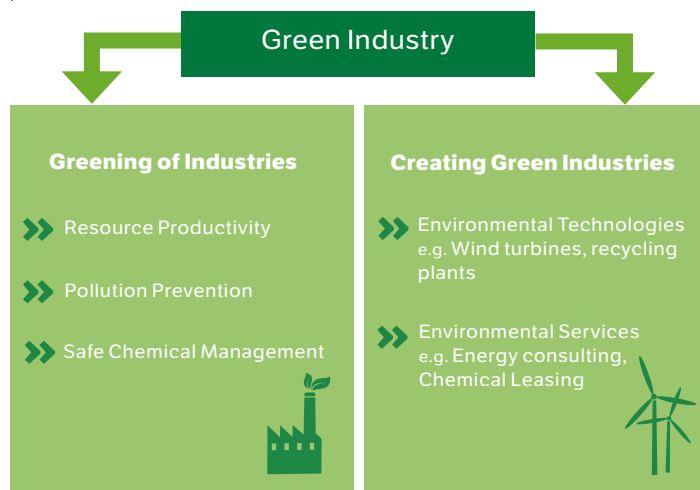 Green Industry
Greening of Industries
Resource Productivity
Pollution Prevention
Safe Chemical Management
Creating Green Industries
Environmental Technologies
e.g. Wind turbines, recycling
plants
Environmental Services
e.g. Energy consulting,
Chemical Leasing